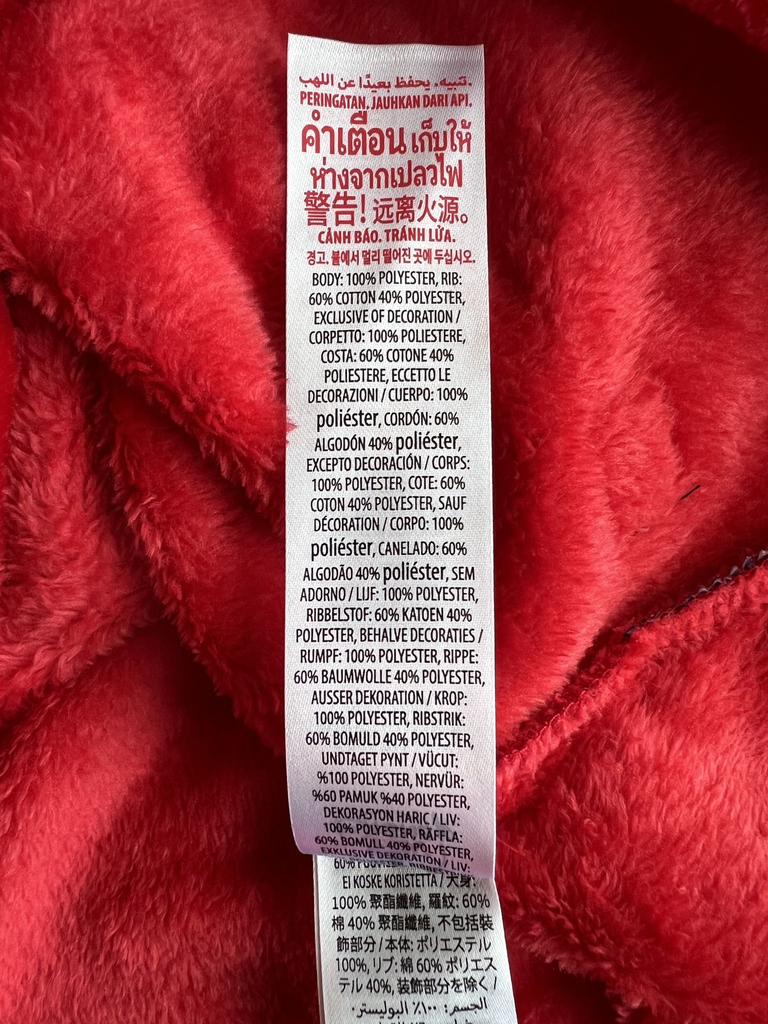 تنبيه. يحفظ بعيدًا عن اللهب.
PERINGATAN. JAUHKAN DARI API.
คำเตือน เก็บให้
ห่างจากเปลวไฟ
警告! 远离火源。
CẢNH BÁO. TRÁNH LỬA.
경고. 불에서 멀리 떨어진 곳에 두십시오.
BODY: 100% POLYESTER, RIB:
60% COTTON 40% POLYESTER,
EXCLUSIVE OF DECORATION /
CORPETTO: 100% POLIESTERE,
COSTA: 60% COTONE 40%
POLIESTERE, ECCETTO LE
DECORAZIONI / CUERPO: 100%
poliéster, CORDÓN: 60%
ALGODÓN 40% poliéster,
EXCEPTO DECORACIÓN / CORPS:
100% POLYESTER, COTE: 60%
COTON 40% POLYESTER, SAUF
DÉCORATION / CORPO: 100%
poliéster, CANELADO: 60%
ALGODÃO 40% poliéster, SEM
ADORNO / LIJF: 100% POLYESTER,
RIBBELSTOF: 60% KATOEN 40%
POLYESTER, BEHALVE DECORATIES /
RUMPF: 100% POLYESTER, RIPPE:
60% BAUMWOLLE 40% POLYESTER,
AUSSER DEKORATION / KROP:
100% POLYESTER, RIBSTRIK:
60% BOMULD 40% POLYESTER,
UNDTAGET PYNT / VÜCUT:
%100 POLYESTER, NERVÜR:
%60 PAMUK %40 POLYESTER,
DEKORASYON HARIC / LIV:
100% POLYESTER, RÄFFLA:
60% BOMULL 40% POLYESTER,
EXKLUSIVE DEKORATION / LIV:
EI KOSKE KORISTETTA / 大身:
100% 聚酯纖維, 羅紋: 60%
棉 40% 聚酯纖維, 不包括裝
飾部分 / 本体: ポリエステル
100%, リブ: 綿 60% ポリエス
テル 40%, 装飾部分を除く /
الجسم: ١٠٠٪ البوليستر٠